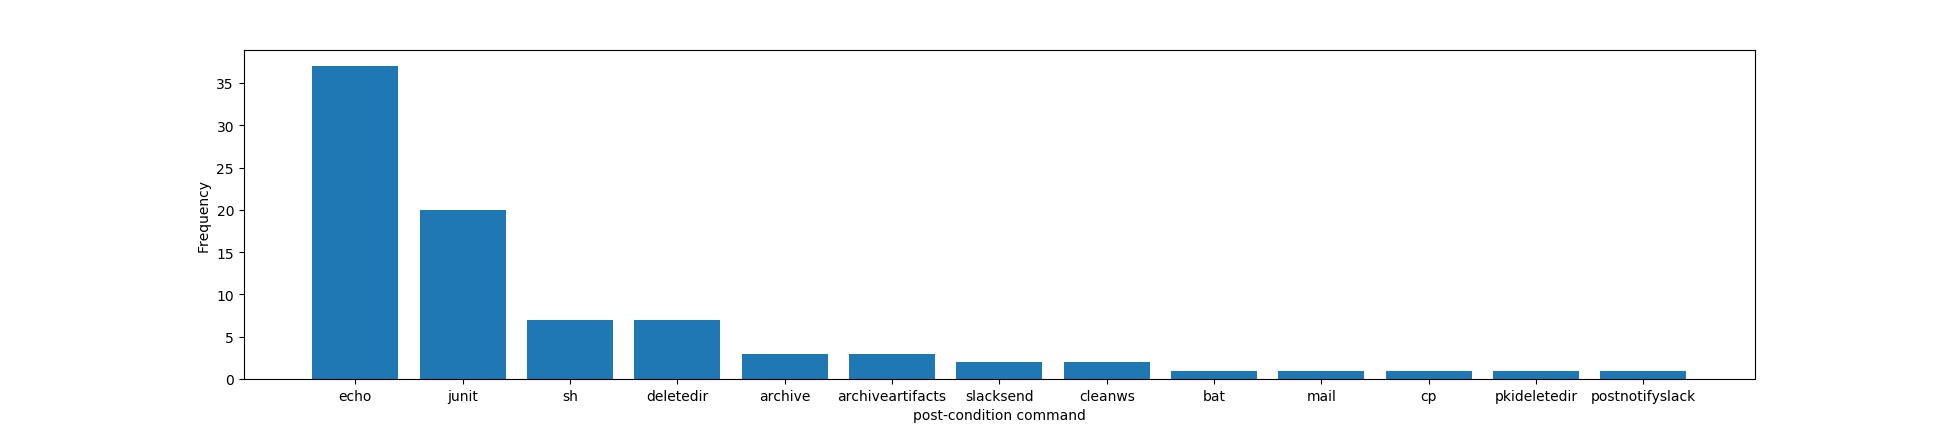 Frequency
35
30
25
20
15
10
5
0
echo junit sh deletedir archive archiveartifacts slacksend cleanws bat mail cp pkideletedir postnotifyslack
post-condition command